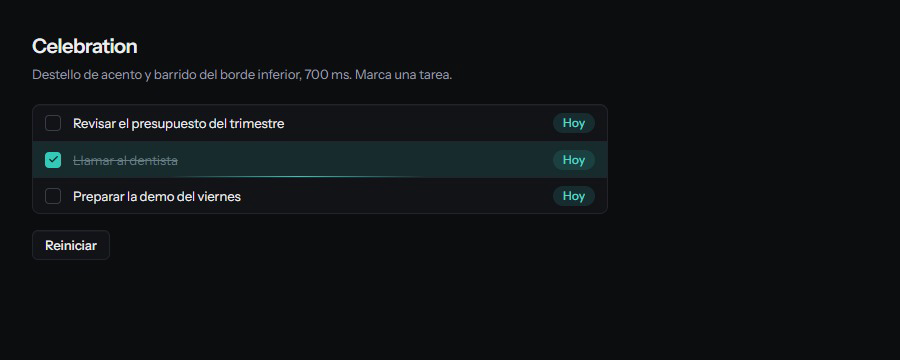 Celebration
Destello de acento y barrido del borde inferior, 700 ms. Marca una tarea.
Revisar el presupuesto del trimestre Hoy
Llamar al dentista Hoy
Preparar la demo del viernes Hoy
Reiniciar